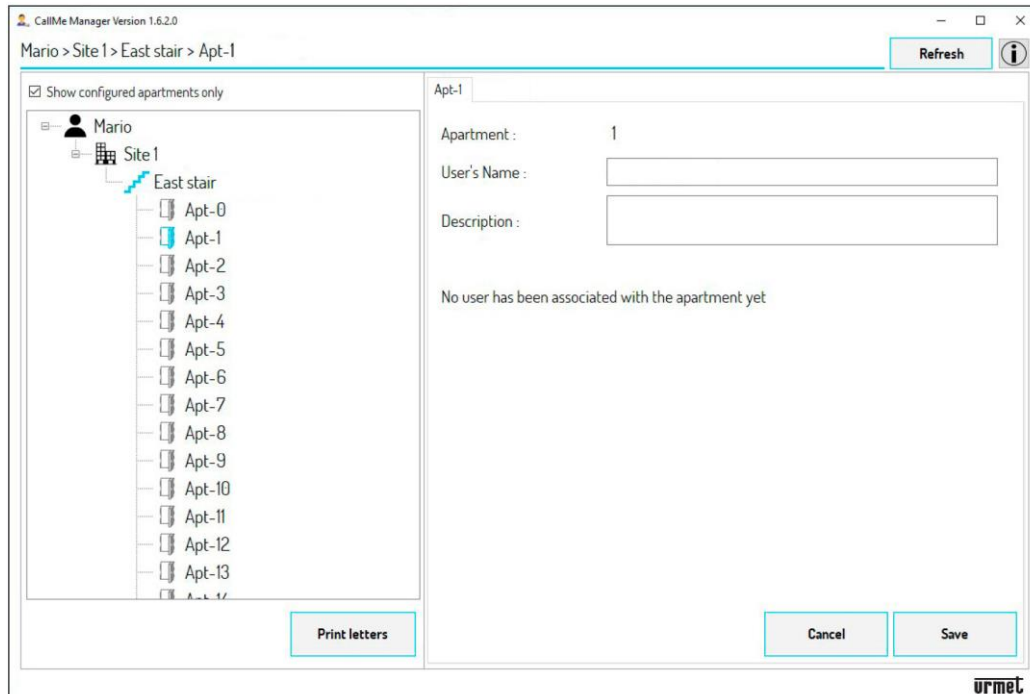 CallMe Manager Version 1.6.2.0
Mario > Site 1 > East stair > Apt-1
Refresh
Show configured apartments only
Mario
Site 1
East stair
Apt-0
Apt-1
Apt-2
Apt-3
Apt-4
Apt-5
Apt-6
Apt-7
Apt-8
Apt-9
Apt-10
Apt-11
Apt-12
Apt-13
Print letters
Apt-1
Apartment : 1
User's Name :
Description :
No user has been associated with the apartment yet
Cancel
Save
urmet